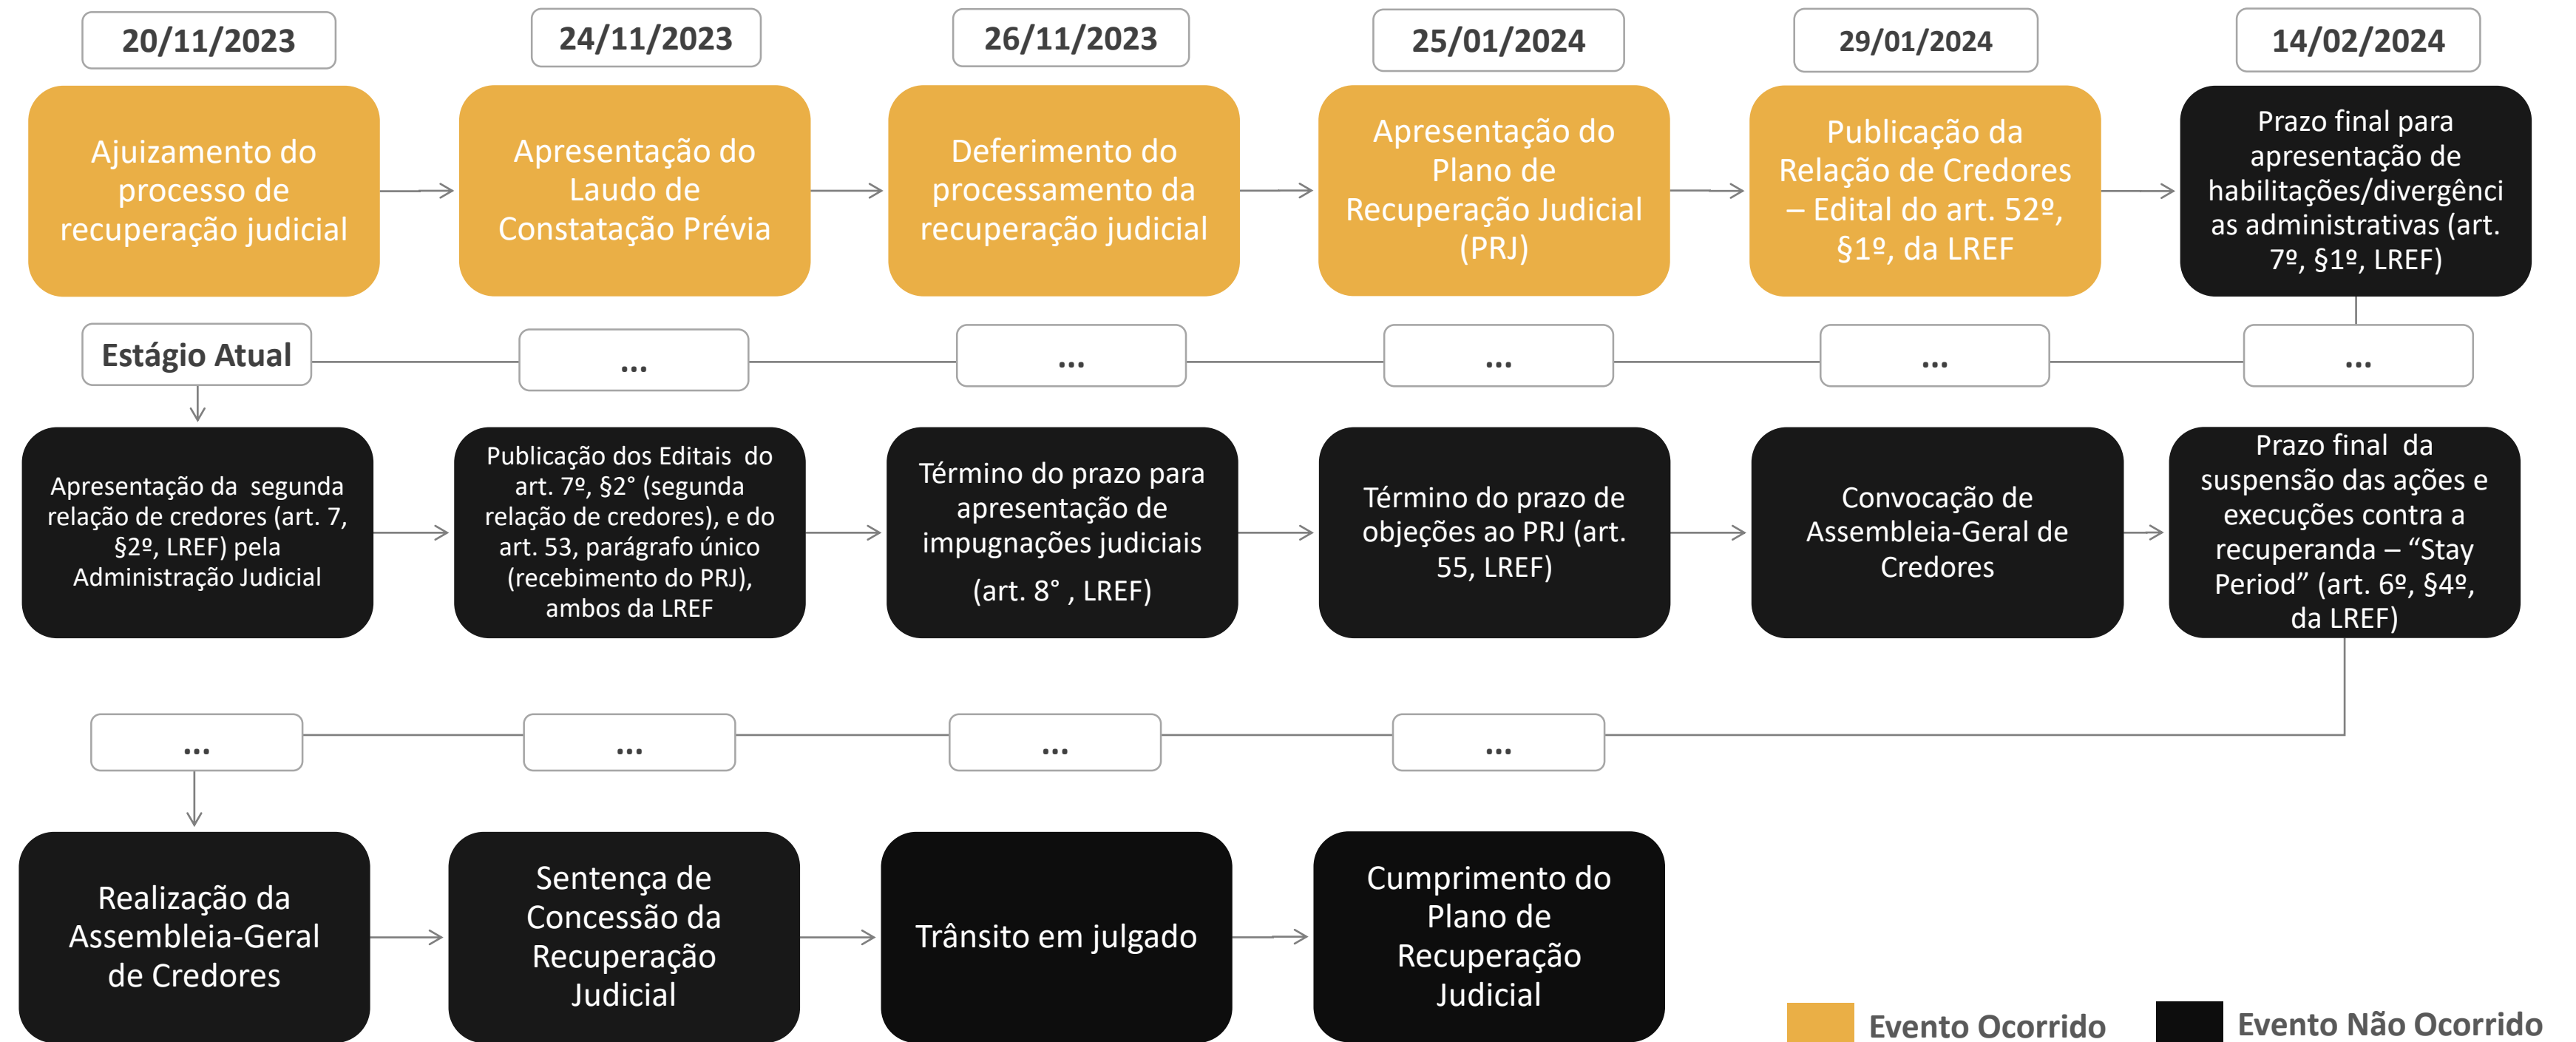 20/11/2023
24/11/2023
26/11/2023
25/01/2024
29/01/2024
14/02/2024
Ajuizamento do
processo de
recuperação judicial
Apresentação do
Laudo de
Constatação Prévia
Deferimento do
processamento da
recuperação judicial
Apresentação do
Plano de
Recuperação Judicial
(PRJ)
Publicação da
Relação de Credores
– Edital do art. 52º,
§1º, da LREF
Prazo final para
apresentação de
habilitações/divergênci
as administrativas (art.
7º, §1º, LREF)
Estágio Atual
...
...
...
...
...
Apresentação da segunda
relação de credores (art. 7,
§2º, LREF) pela
Administração Judicial
Publicação dos Editais do
art. 7º, §2° (segunda
relação de credores), e do
art. 53, parágrafo único
(recebimento do PRJ),
ambos da LREF
Término do prazo para
apresentação de
impugnações judiciais
(art. 8° , LREF)
Término do prazo de
objeções ao PRJ (art.
55, LREF)
Convocação de
Assembleia-Geral de
Credores
Prazo final da
suspensão das ações e
execuções contra a
recuperanda – “Stay
Period” (art. 6º, §4º,
da LREF)
...
...
...
...
Realização da
Assembleia-Geral
de Credores
Sentença de
Concessão da
Recuperação
Judicial
Trânsito em julgado
Cumprimento do
Plano de
Recuperação
Judicial
Evento Ocorrido
Evento Não Ocorrido